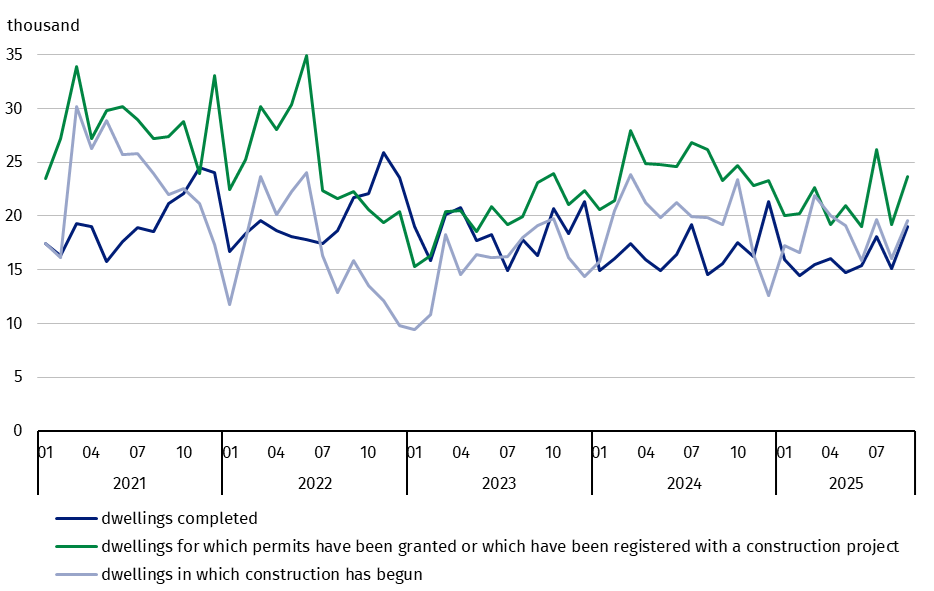 thousand
35
30
25
20
15
10
5
0
01 04 07 10 01 04 07 10 01 04 07 10 01 04 07 10 01 04 07
2021 2022 2023 2024 2025
dwellings completed
dwellings for which permits have been granted or which have been registered with a construction project
dwellings in which construction has begun